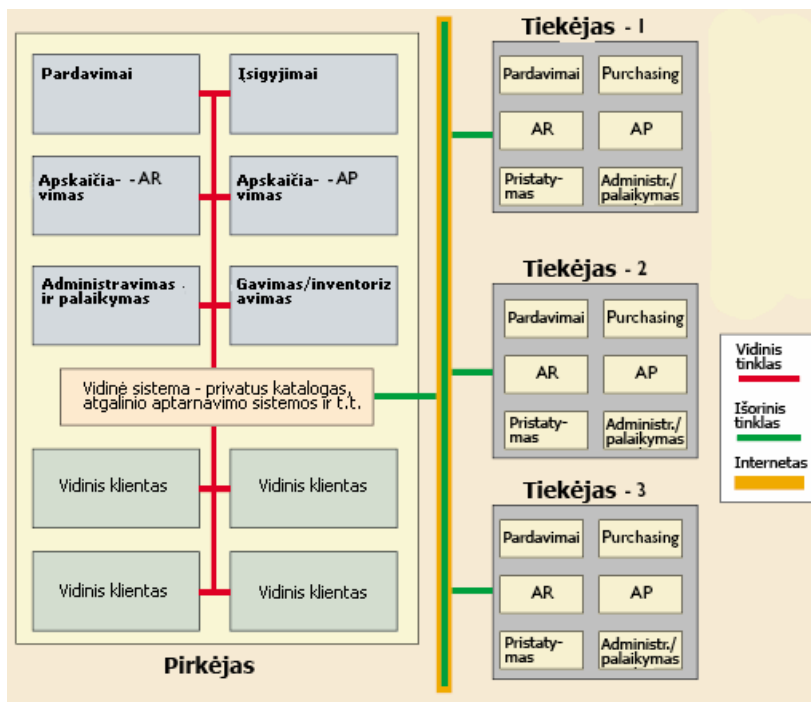 Pardavimai
Įsigyjimai
Apskaičia- -AR
vimas
Apskaičia- -AP
vimas
Administravimas -
ir palaikymas
Gavimas/inventoriz
avimas
Vidinė sistema - privatus katalogas,
atgalinio aptarnavimo sistemos ir t.t.
Vidinis klientas
Vidinis klientas
Vidinis klientas
Vidinis klientas
Pirkėjas
Tiekėjas - 1
Pardavimai
Purchasing
AR
AP
Pristaty-
mas
Administr./
palaikymas
Tiekėjas - 2
Pardavimai
Purchasing
AR
AP
Pristaty-
mas
Administr./
palaikymas
Tiekėjas - 3
Pardavimai
Purchasing
AR
AP
Pristaty-
mas
Administr./
palaikymas
Vidinis
tinklas
Išorinis
tinklas
Internetas